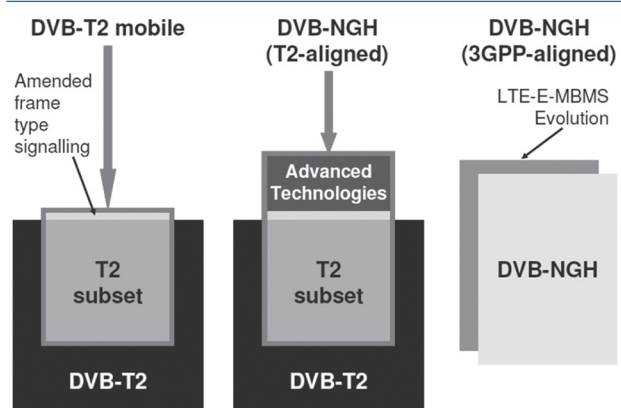 DVB-T2 mobile
Amended
frame
type
signalling
T2
subset
DVB-T2
DVB-NGH
(T2-aligned)
Advanced
Technologies
T2
subset
DVB-T2
DVB-NGH
(3GPP-aligned)
LTE-E-MBMS
Evolution
DVB-NGH